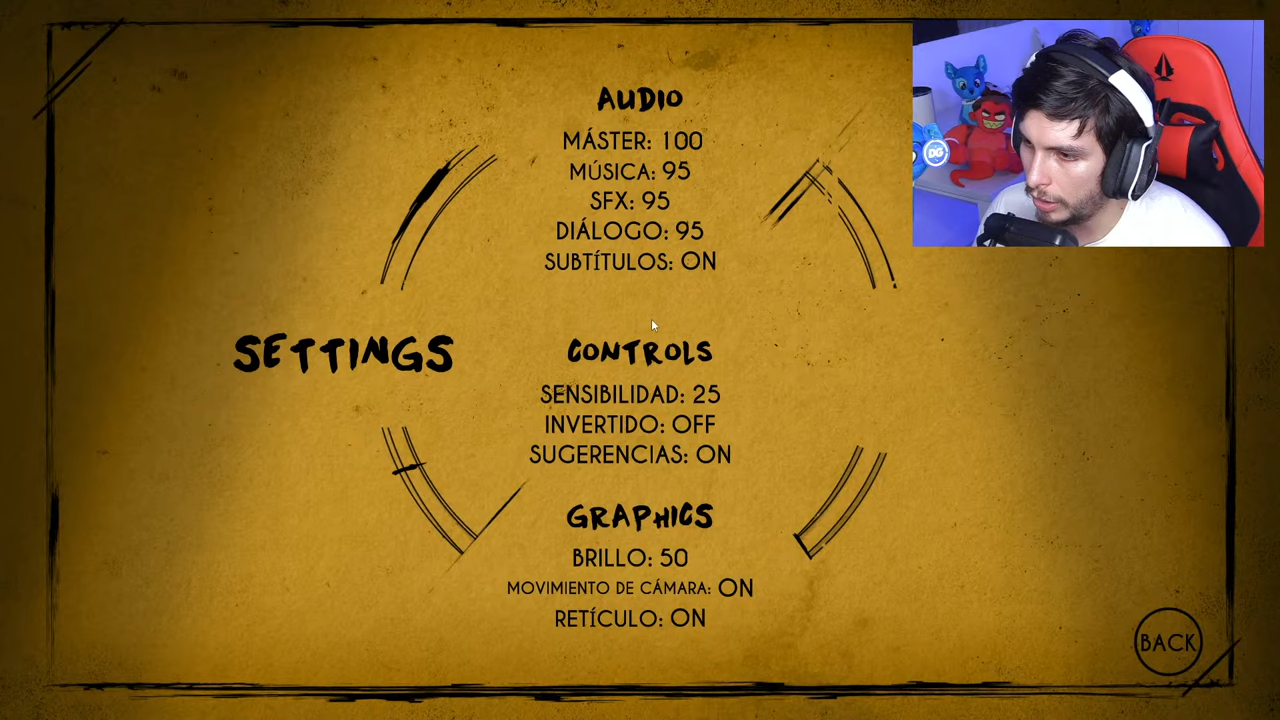 AUDIO
MÁSTER: 100
MÚSICA: 95
SFX: 95
DIÁLOGO: 95
SUBTÍTULOS: ON
SETTINGS
CONTROLS
SENSIBILIDAD: 25
INVERTIDO: OFF
SUGERENCIAS: ON
GRAPHICS
BRILLO: 50
MOVIMIENTO DE CÁMARA: ON
RETÍCULO: ON
BACK
DG